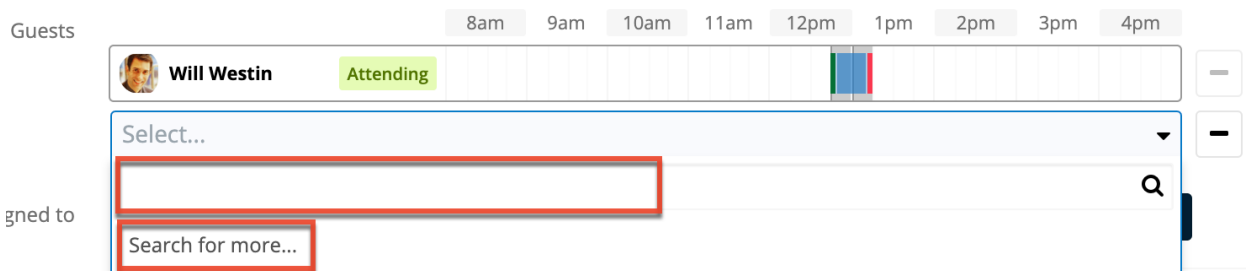 Guests 8am 9am 10am 11am 12pm 1pm 2pm 3pm 4pm
Will Westin Attending
Select...
gned to
Search for more...